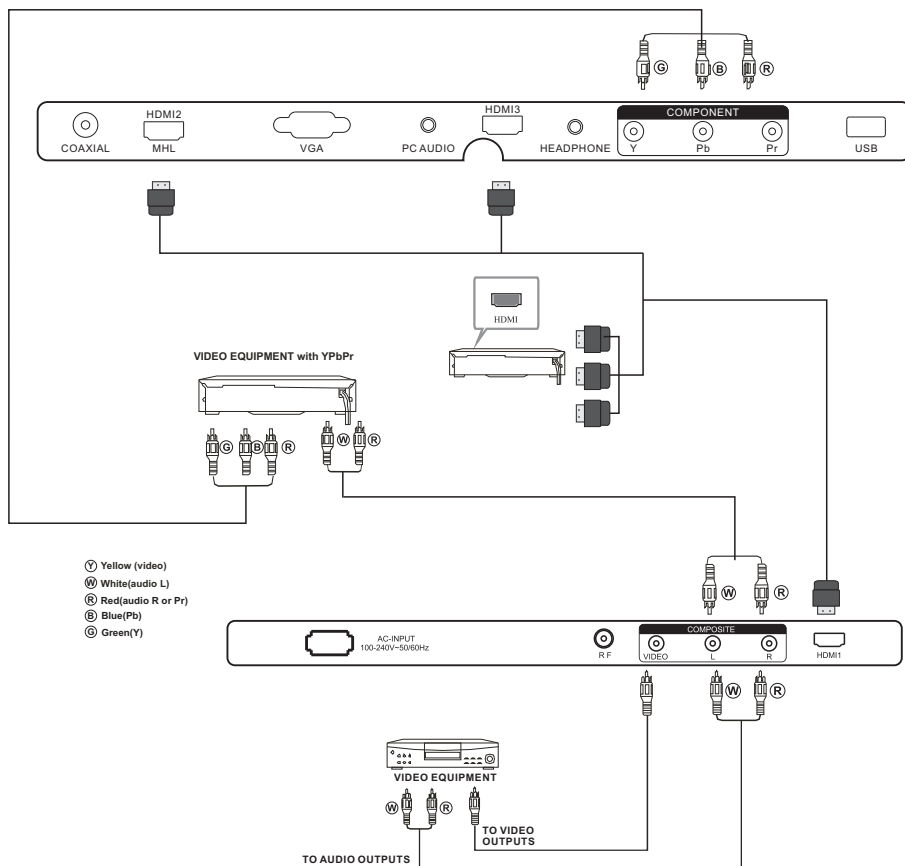 G B R
HDMI2
HDMI3
COMPONENT
COAXIAL
MHL
VGA
PC AUDIO
HEADPHONE
Y Pb Pr
USB
HDMI
VIDEO EQUIPMENT with YPbPr
G B R W R
Y Yellow (video)
W White(audio L)
R Red(audio R or Pr)
B Blue(Pb)
G Green(Y)
W R
AC-INPUT
100-240V~50/60Hz
R F
COMPOSITE
VIDEO L R
HDMI1
W R
VIDEO EQUIPMENT
W R
TO VIDEO
OUTPUTS
TO AUDIO OUTPUTS